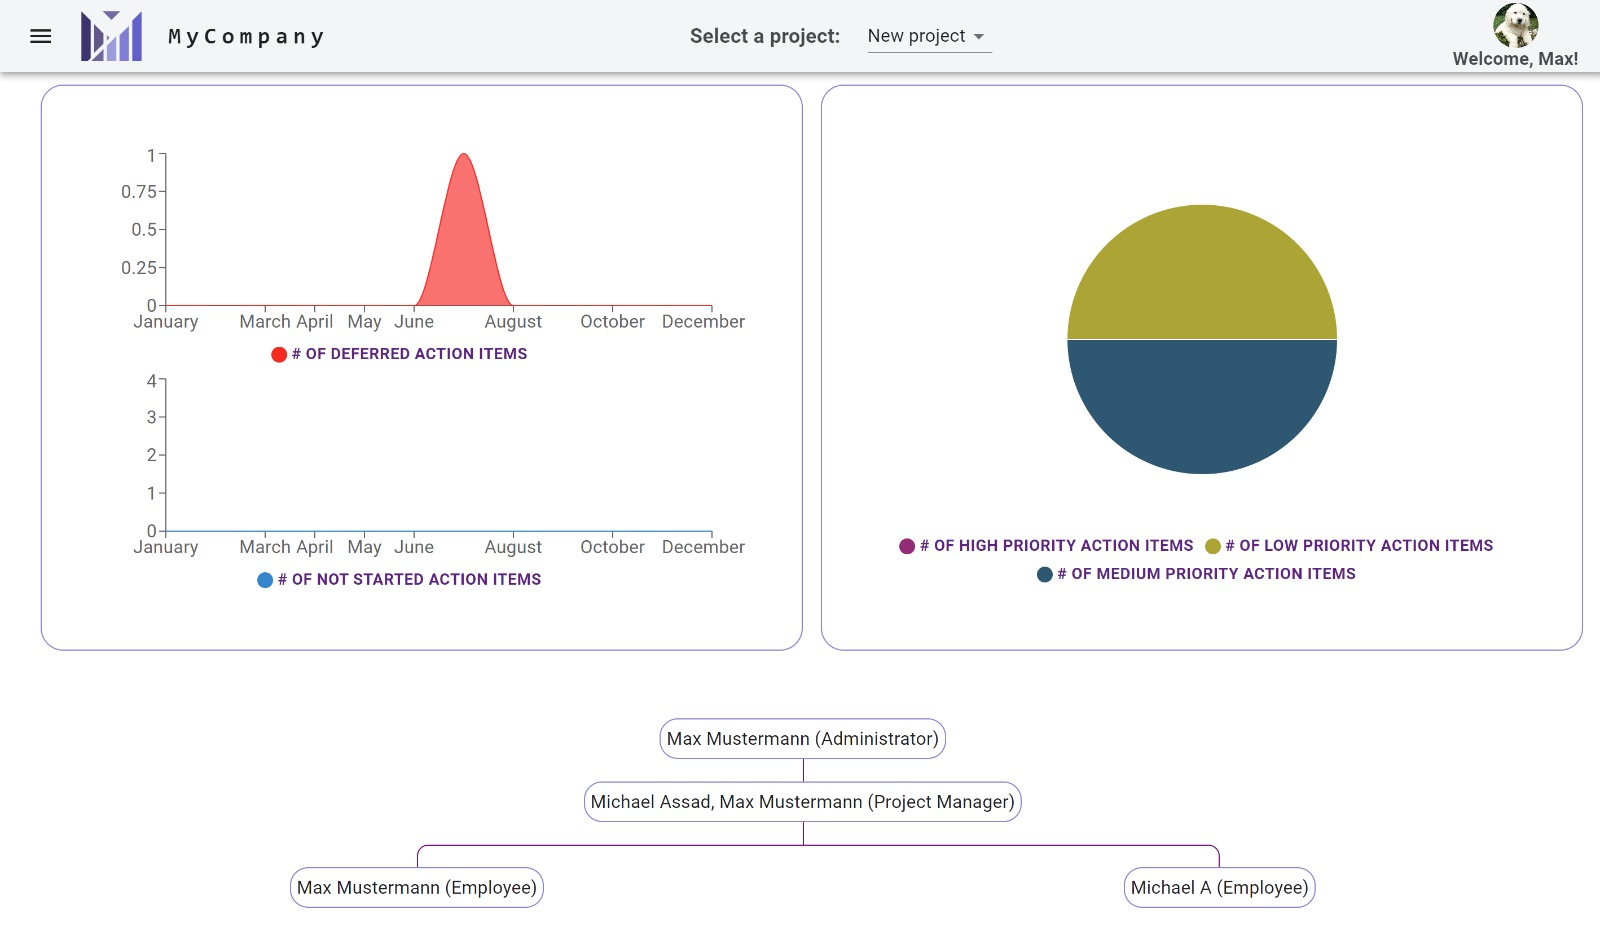 MyCompany
Select a project: New project
Welcome, Max!
1
0.75
0.5
0.25
0
January March April May June August October December
# OF DEFERRED ACTION ITEMS
4
3
2
1
0
January March April May June August October December
# OF NOT STARTED ACTION ITEMS
# OF HIGH PRIORITY ACTION ITEMS # OF LOW PRIORITY ACTION ITEMS
# OF MEDIUM PRIORITY ACTION ITEMS
Max Mustermann (Administrator)
Michael Assad, Max Mustermann (Project Manager)
Max Mustermann (Employee) Michael A (Employee)